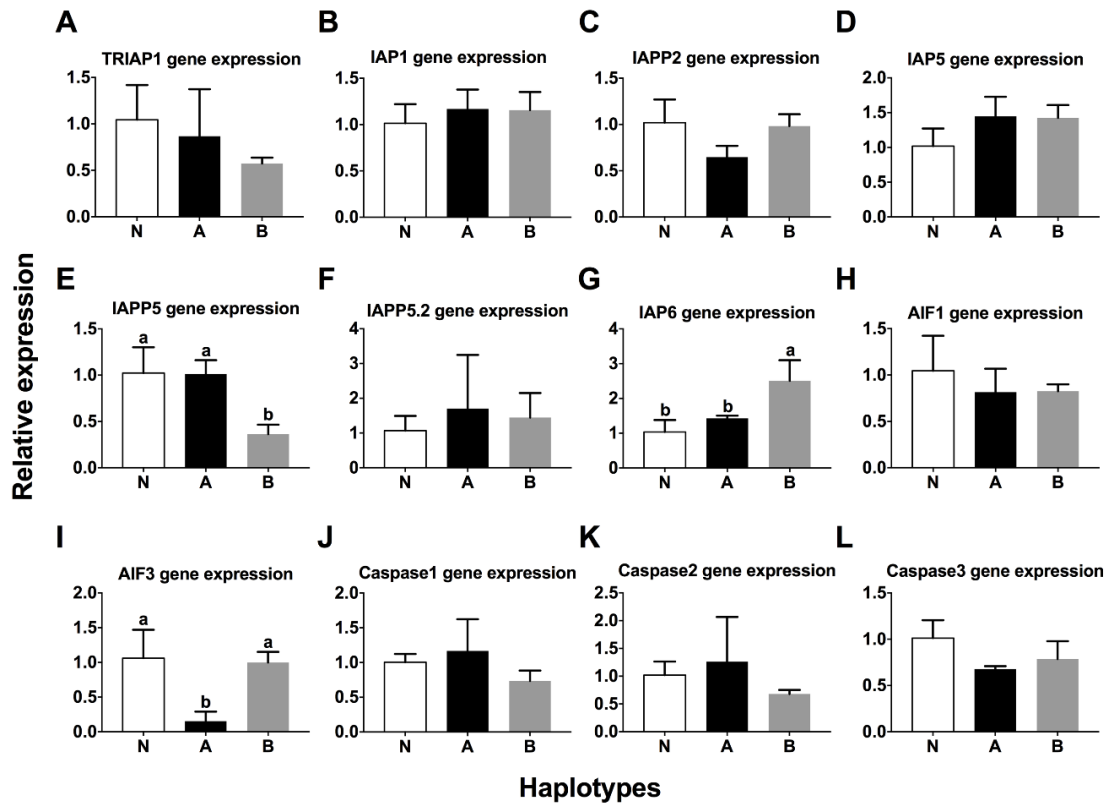 A
TRIAP1 gene expression
1.5
1.0
0.5
0.0
N A B
B
IAP1 gene expression
1.5
1.0
0.5
0.0
N A B
C
IAPP2 gene expression
1.5
1.0
0.5
0.0
N A B
D
IAP5 gene expression
2.0
1.5
1.0
0.5
0.0
N A B
Relative expression
E
IAPP5 gene expression
1.5
1.0
0.5
0.0
a a b
N A B
F
IAPP5.2 gene expression
4
3
2
1
0
N A B
G
IAP6 gene expression
4
3
2
1
0
b b a
N A B
H
AIF1 gene expression
1.5
1.0
0.5
0.0
N A B
I
AIF3 gene expression
2.0
1.5
1.0
0.5
0.0
a b a
N A B
J
Caspase1 gene expression
2.0
1.5
1.0
0.5
0.0
N A B
K
Caspase2 gene expression
2.5
2.0
1.5
1.0
0.5
0.0
N A B
L
Caspase3 gene expression
1.5
1.0
0.5
0.0
N A B
Haplotypes